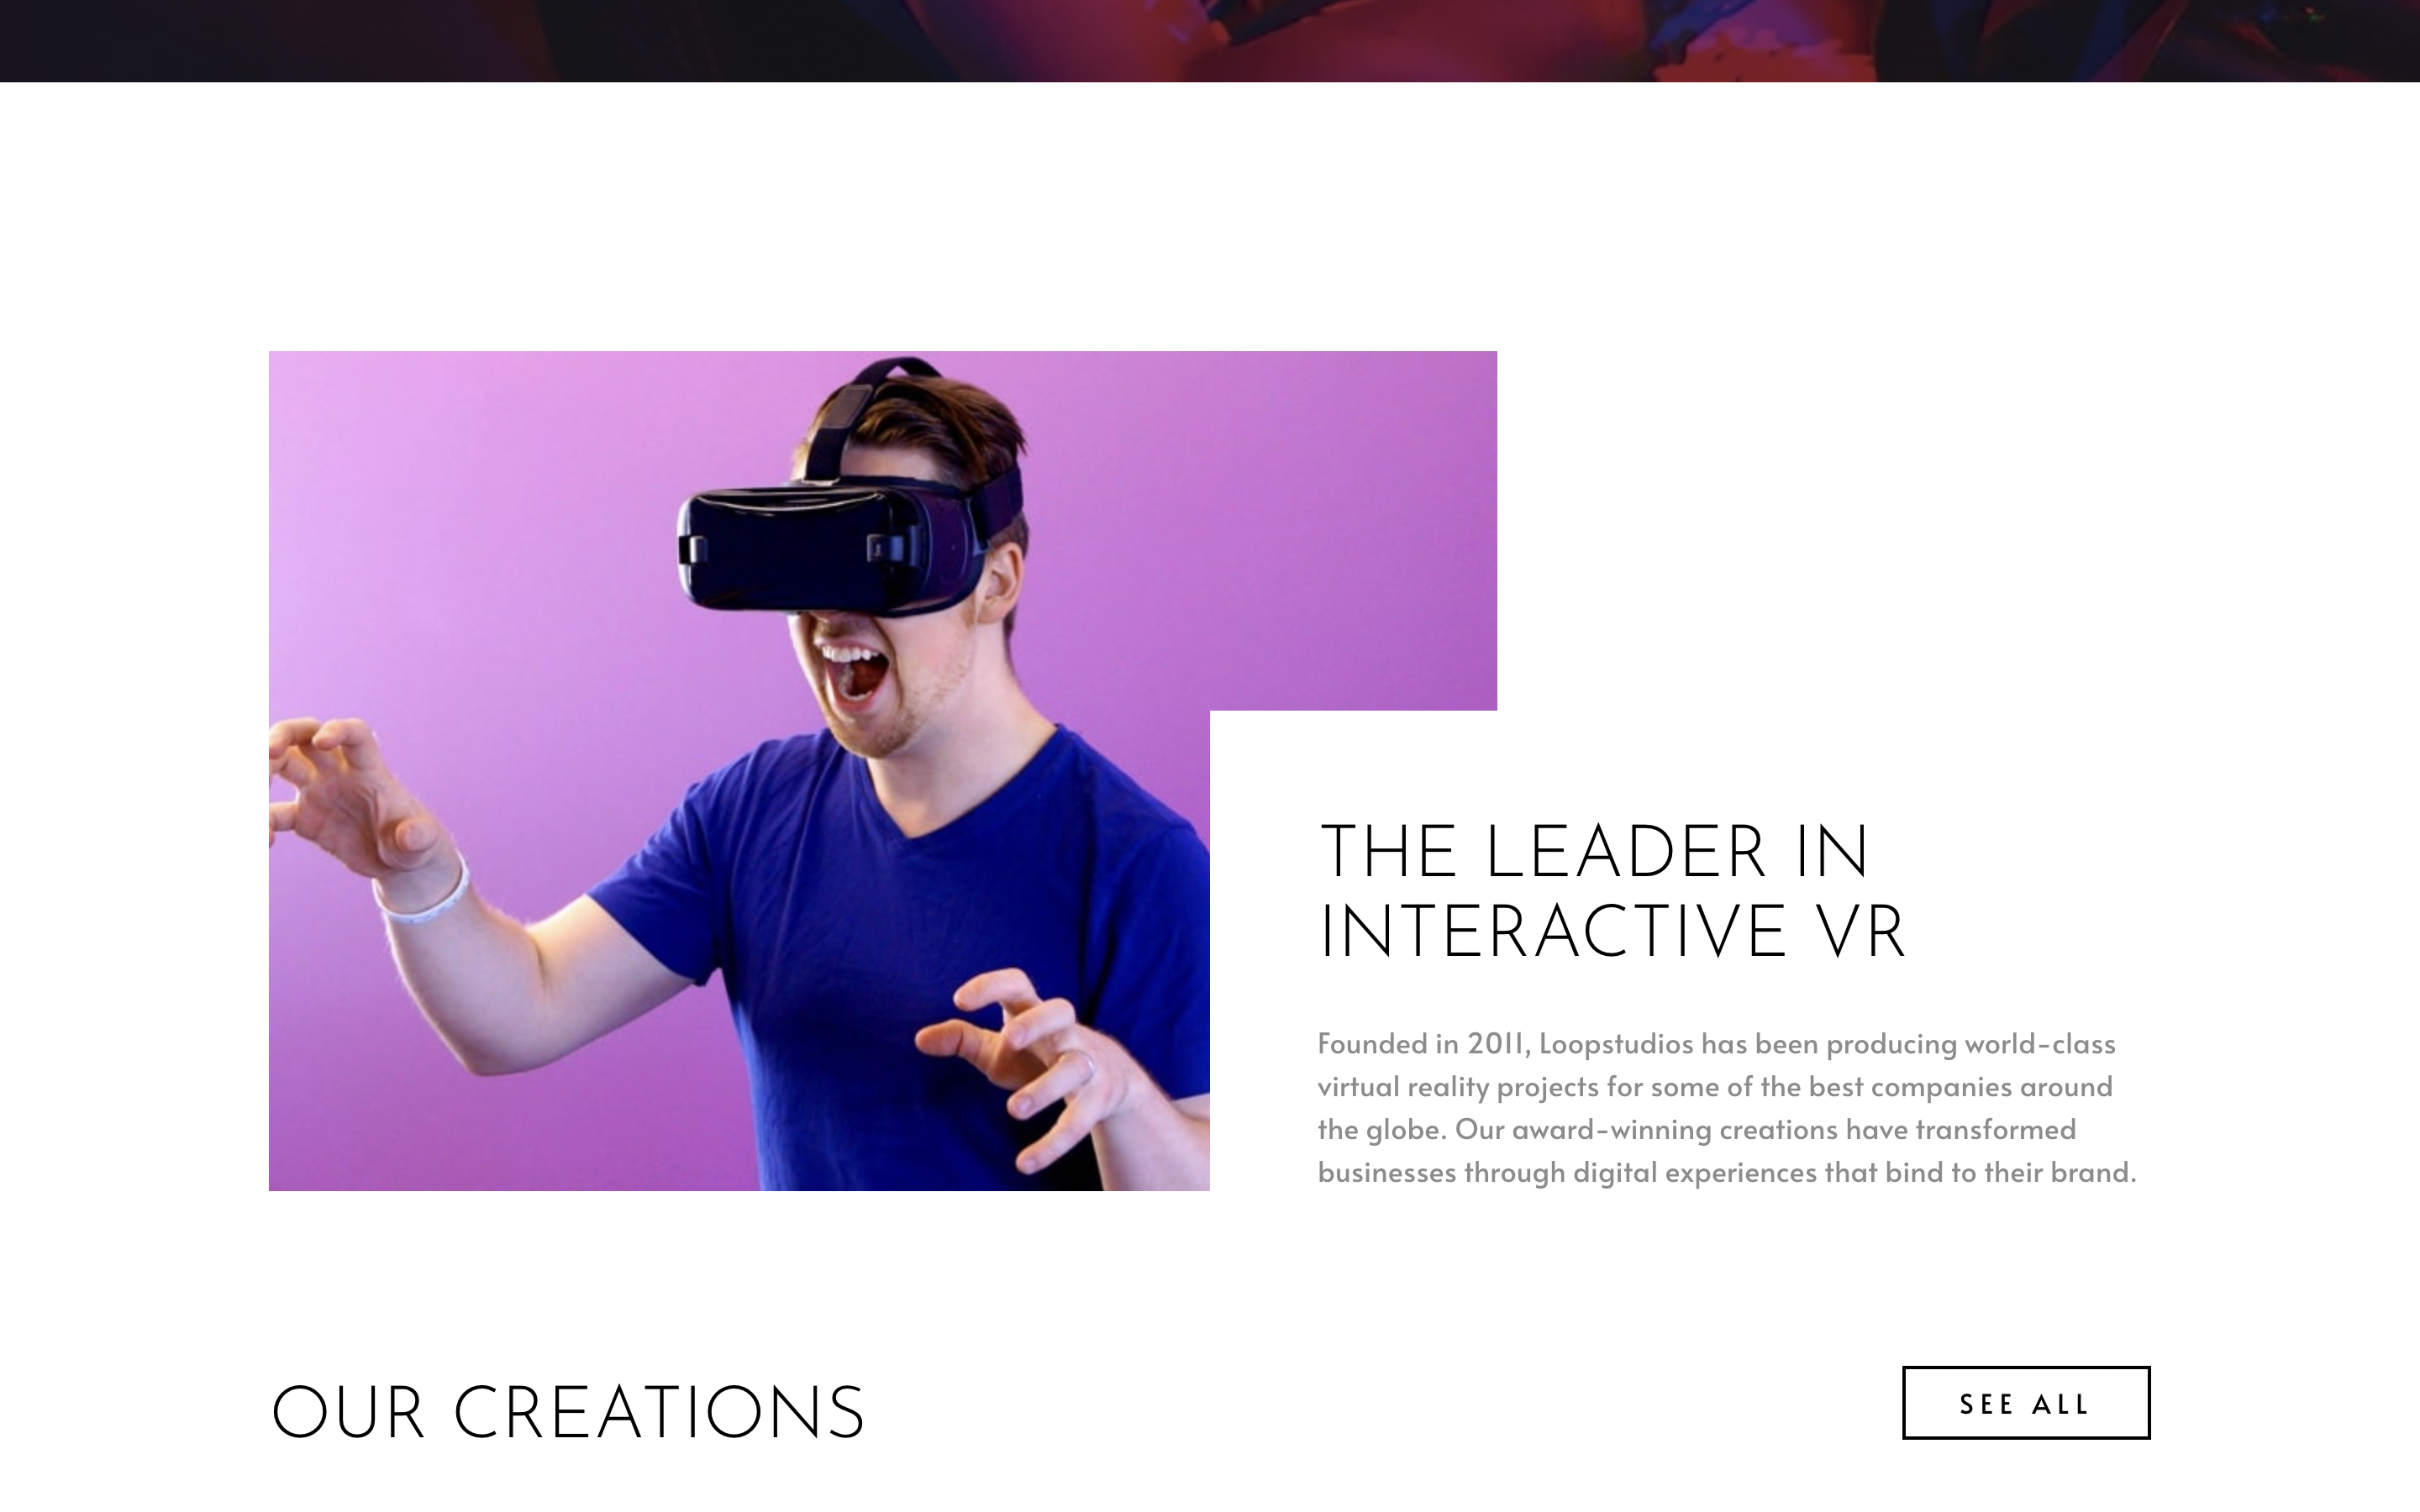 THE LEADER IN
INTERACTIVE VR
Founded in 2011, Loopstudios has been producing world-class
virtual reality projects for some of the best companies around
the globe. Our award-winning creations have transformed
businesses through digital experiences that bind to their brand.
OUR CREATIONS
SEE ALL